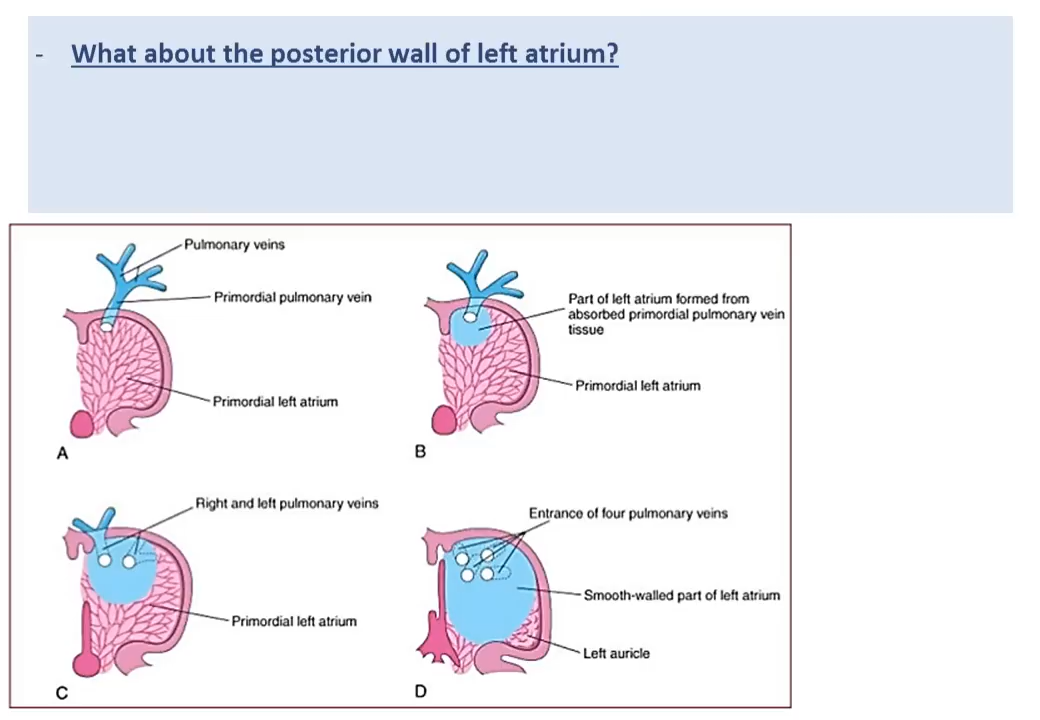 - What about the posterior wall of left atrium?
Pulmonary veins
Primordial pulmonary vein
Primordial left atrium
A
Part of left atrium formed from
absorbed primordial pulmonary vein
tissue
Primordial left atrium
B
Right and left pulmonary veins
Primordial left atrium
C
Entrance of four pulmonary veins
Smooth-walled part of left atrium
Left auricle
D